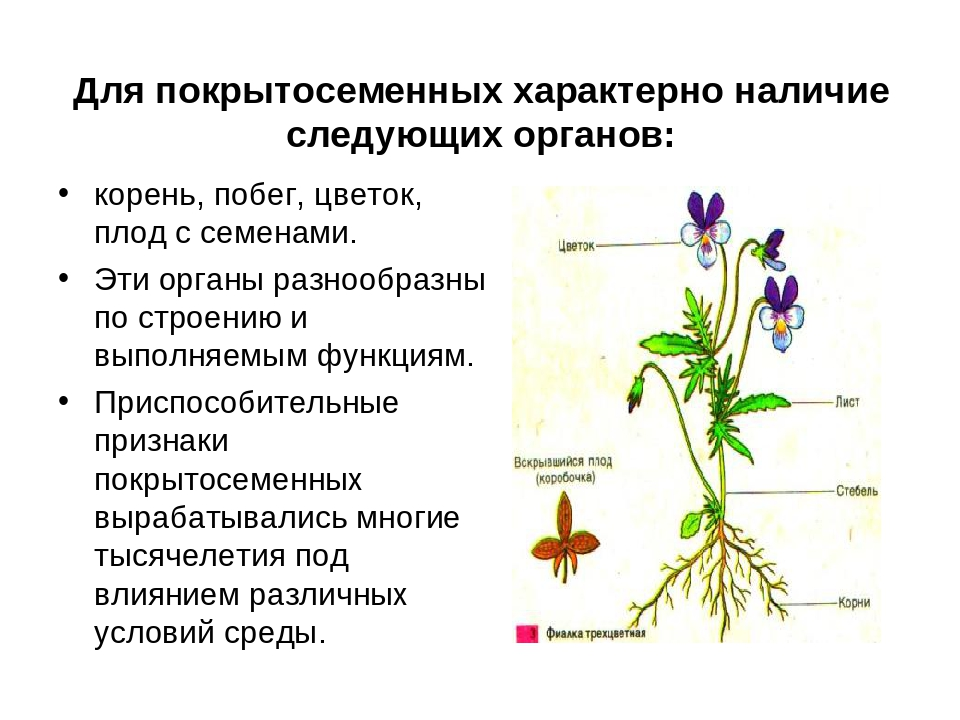 Для покрытосеменных характерно наличие
следующих органов:
• корень, побег, цветок,
плод с семенами.
• Эти органы разнообразны
по строению и
выполняемым функциям.
• Приспособительные
признаки
покрытосеменных
вырабатывались многие
тысячелетия под
влиянием различных
условий среды.
Цветок
Лист
Вскрывшийся плод
(коробочка)
Стебель
Корни
3 Фиалка трехцветная